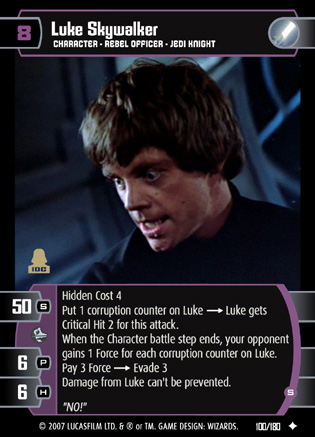 8 Luke Skywalker
CHARACTER • REBEL OFFICER • JEDI KNIGHT
IDC
50 S
6 P
6 H
Hidden Cost 4
Put 1 corruption counter on Luke → Luke gets
Critical Hit 2 for this attack.
When the Character battle step ends, your opponent
gains 1 Force for each corruption counter on Luke.
Pay 3 Force → Evade 3
Damage from Luke can't be prevented.
"NO!"
S
© 2007 LUCASFILM LTD. & ® or TM. GAME DESIGN: WIZARDS. 100/180